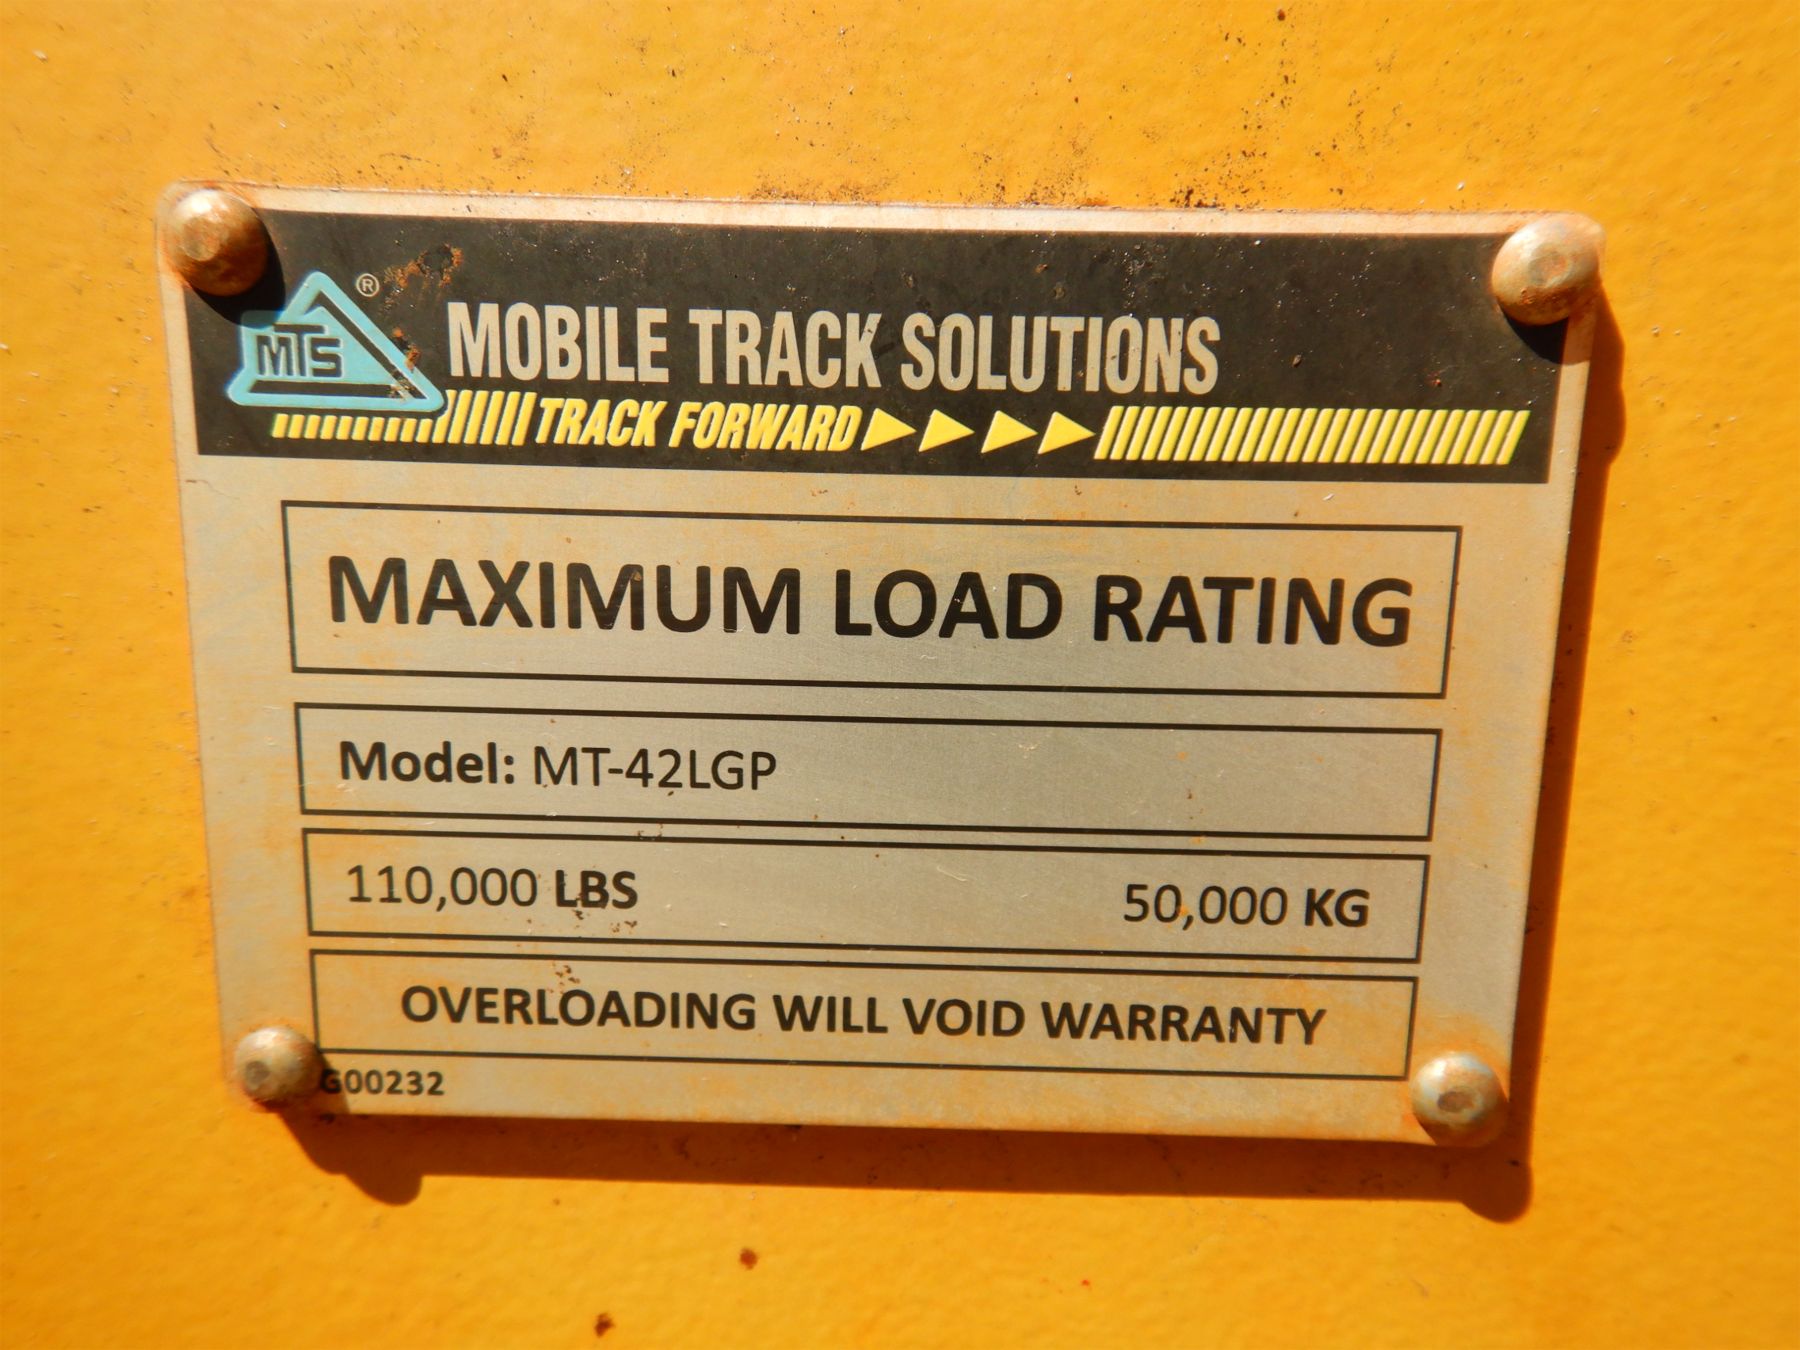 MTS ®
MOBILE TRACK SOLUTIONS
TRACK FORWARD
MAXIMUM LOAD RATING
Model: MT-42LGP
110,000 LBS 50,000 KG
OVERLOADING WILL VOID WARRANTY
G00232